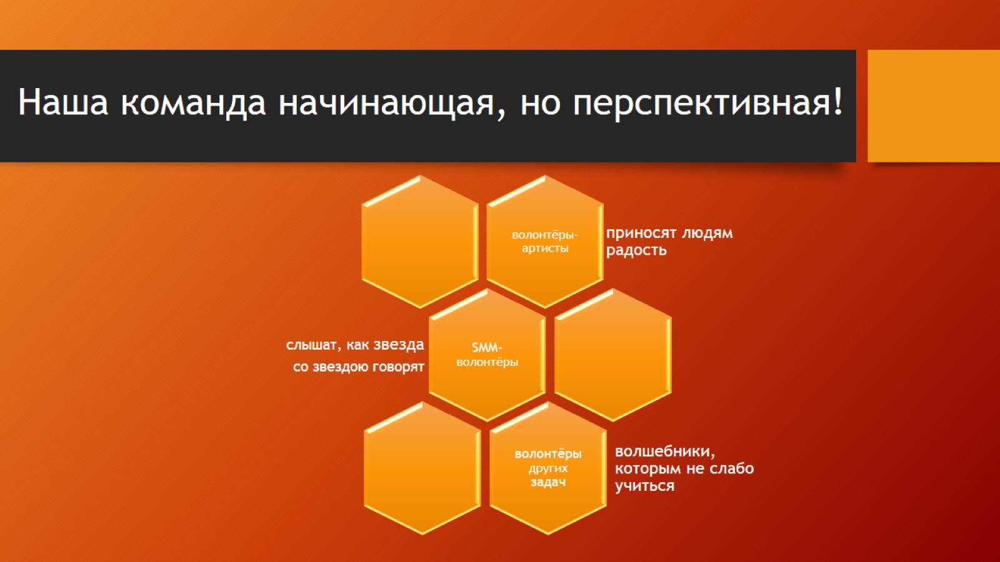 Наша команда начинающая, но перспективная!
волонтёры-
артисты
приносят людям
радость
слышат, как звезда
со звездою говорят
SMM-
волонтёры
волонтёры
других
задач
волшебники,
которым не слабо
учиться